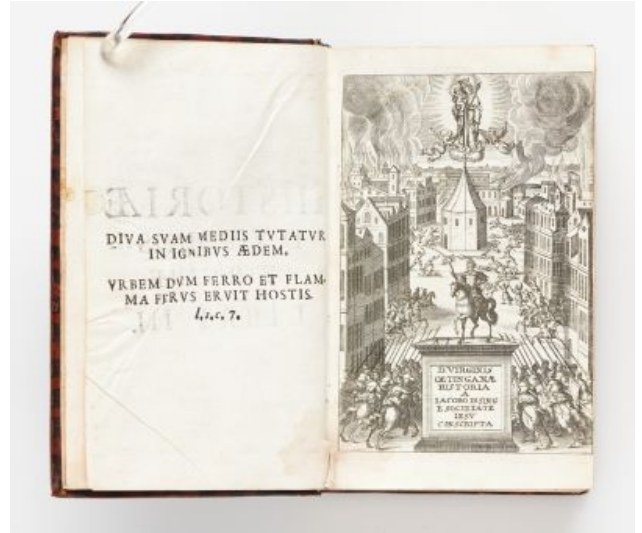 DIVA SVAM MEDIIS TVTATVR
IN IGNIBVS ÆDEM.
VRBEM DVM FERRO ET FLAM-
MA FERVS ERVIT HOSTIS.
l. 1. c. 7.
D. VIRGINIS
OETINGANÆ
HISTORIA
A
IACOBO
E SOCIETATE
IESV
CONSCRIPTA
HISTORIÆ